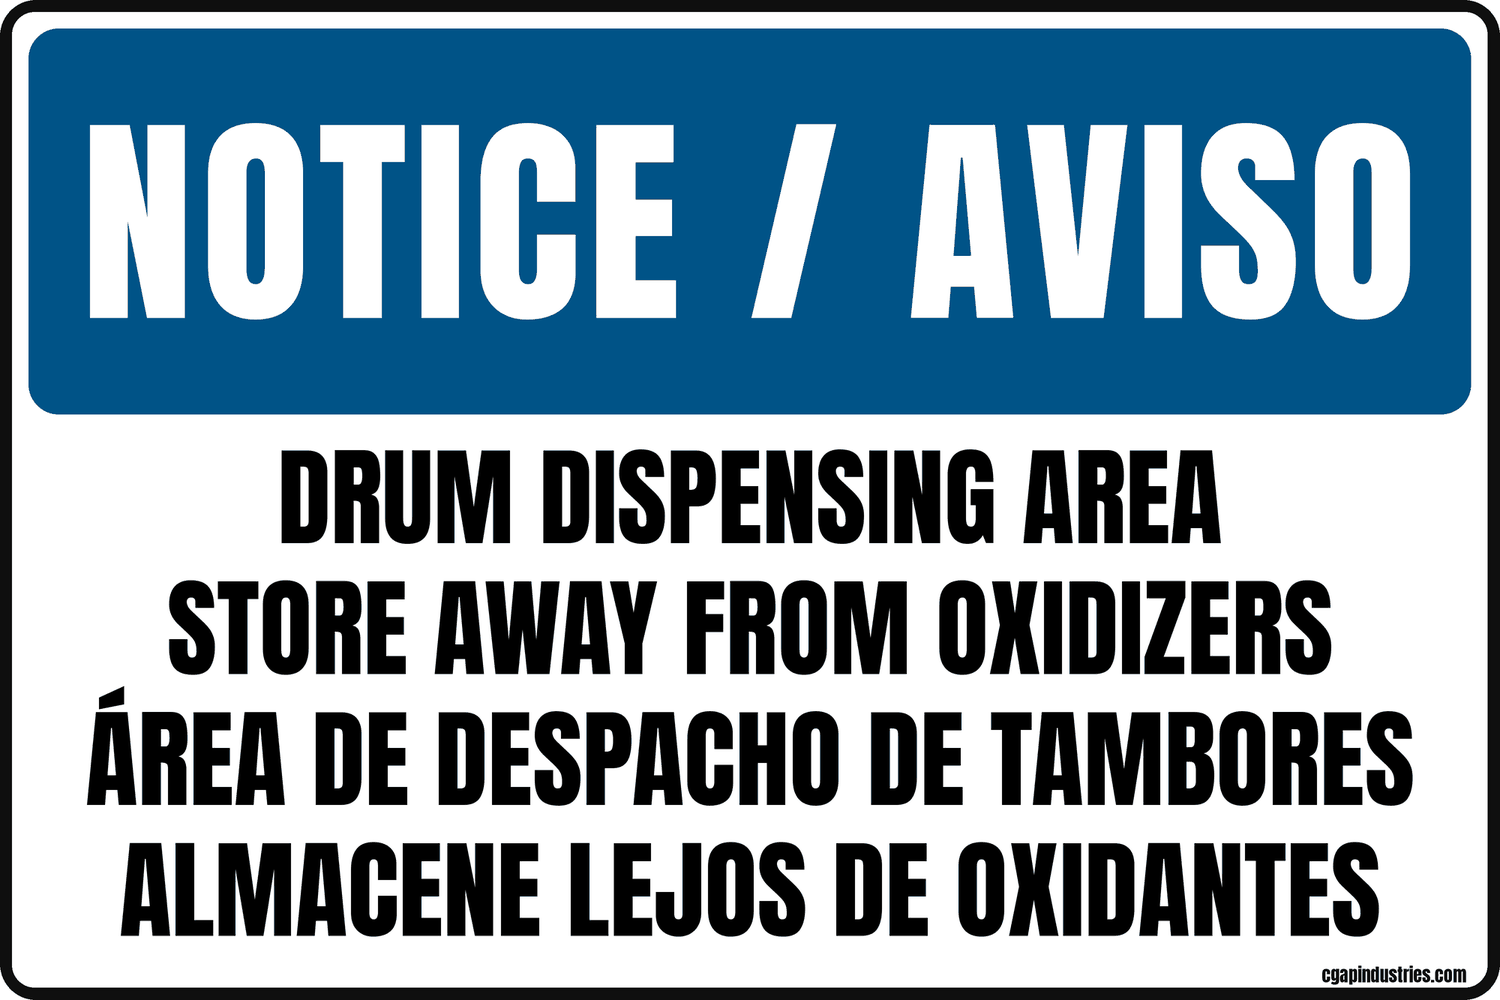 NOTICE / AVISO
DRUM DISPENSING AREA
STORE AWAY FROM OXIDIZERS
ÁREA DE DESPACHO DE TAMBORES
ALMACENE LEJOS DE OXIDANTES
cgapindustries.com